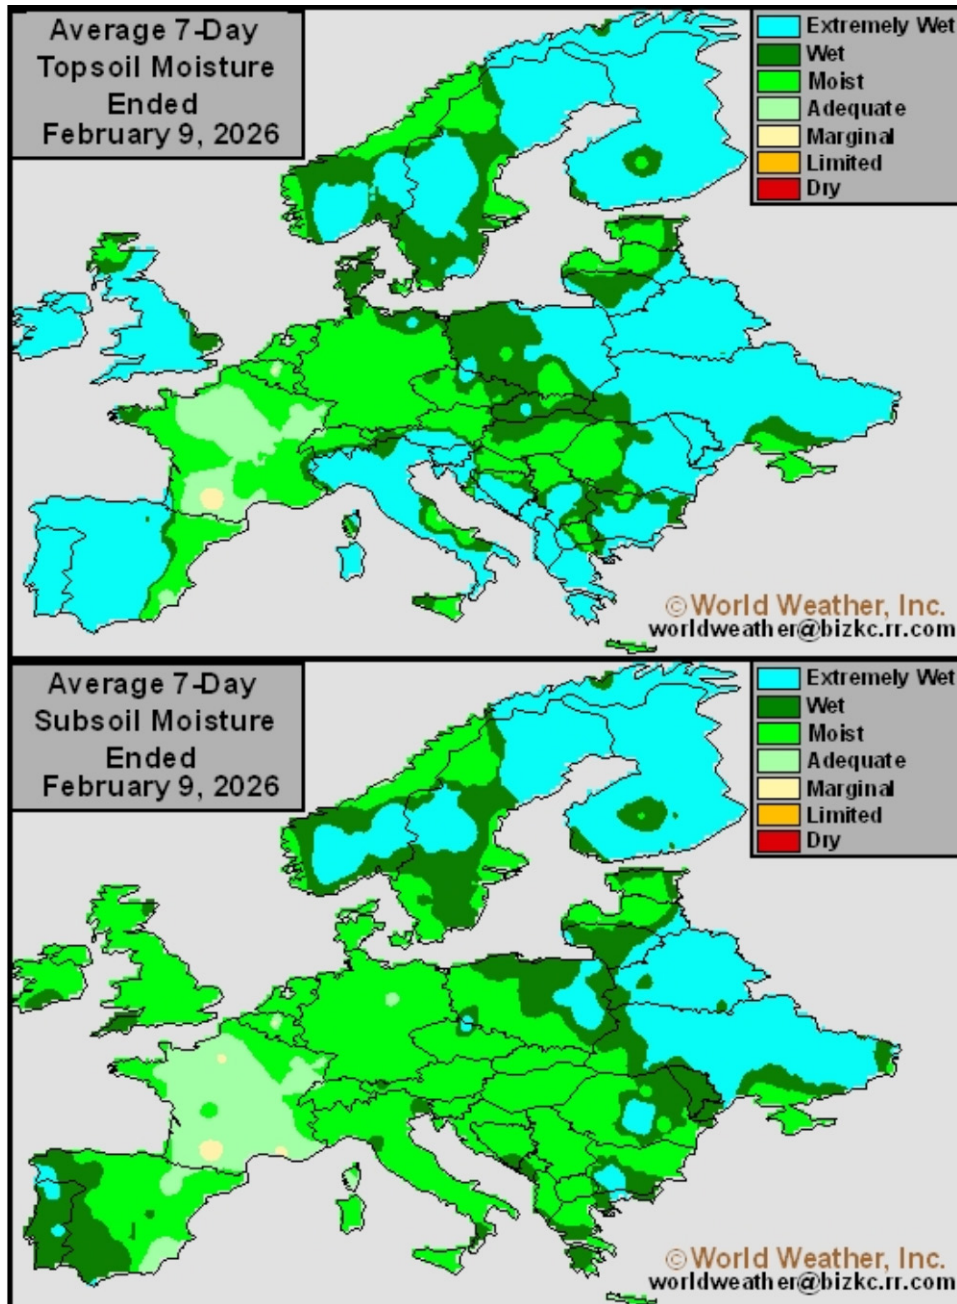 Average 7-Day
Topsoil Moisture
Ended
February 9, 2026
Extremely Wet
Wet
Moist
Adequate
Marginal
Limited
Dry
©World Weather, Inc.
worldweather@bizkc.rr.com
Average 7-Day
Subsoil Moisture
Ended
February 9, 2026
Extremely Wet
Wet
Moist
Adequate
Marginal
Limited
Dry
©World Weather, Inc.
worldweather@bizkc.rr.com